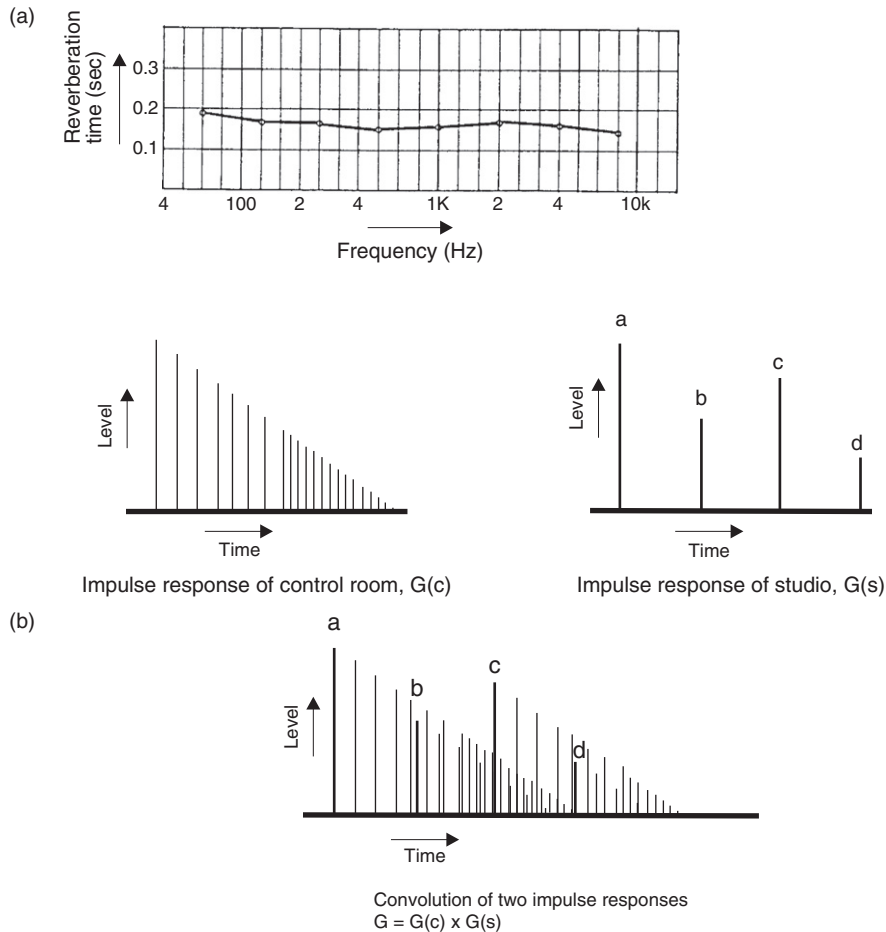 (a)
Reverberation
time (sec)
0.3
0.2
0.1
4 100 2 4 1K 2 4 10k
Frequency (Hz)
Level
Time
Impulse response of control room, G(c)
a
b
c
d
Level
Time
Impulse response of studio, G(s)
(b)
a
b
c
d
Level
Time
Convolution of two impulse responses
G = G(c) x G(s)